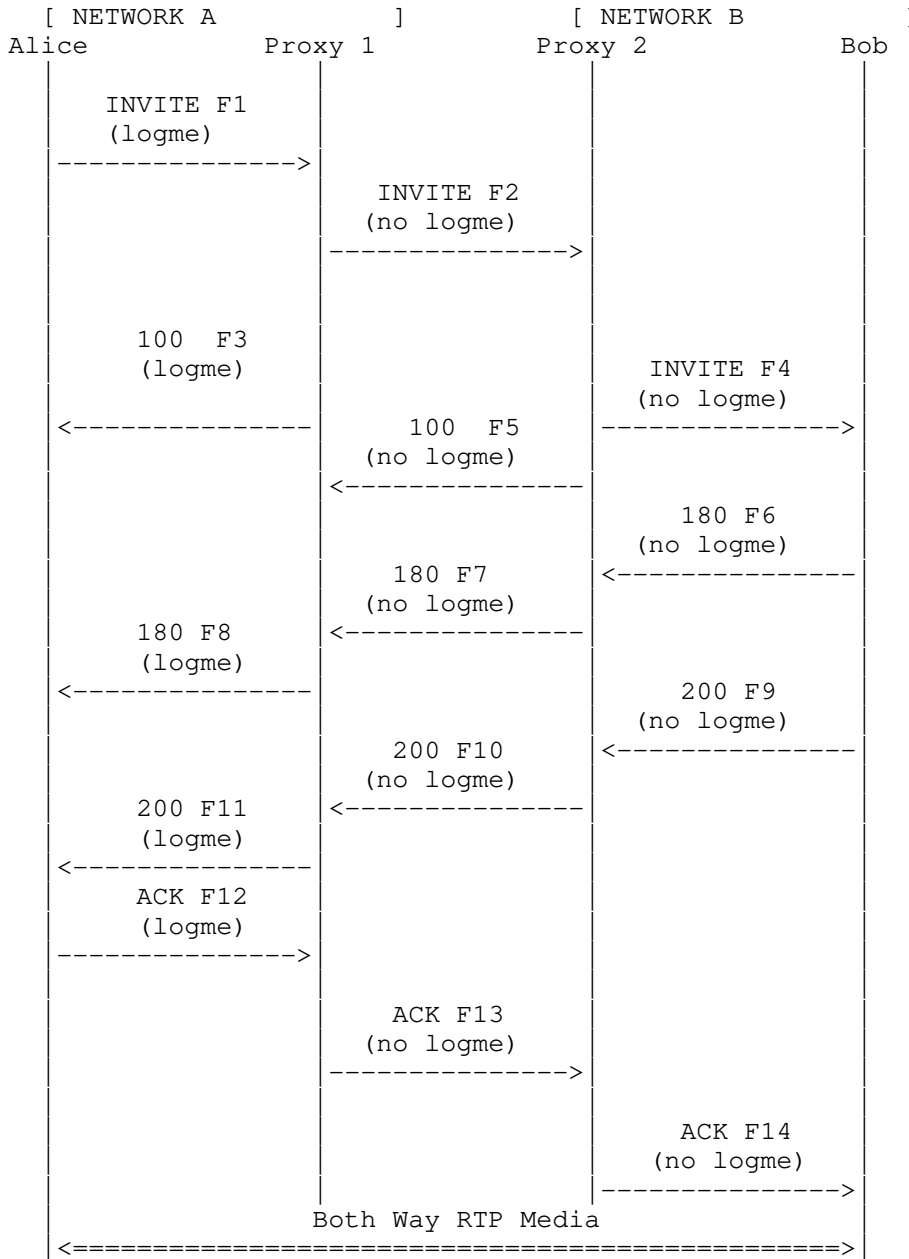 [ NETWORK A ] [ NETWORK B ]
Alice Proxy 1 Proxy 2 Bob
INVITE F1
(logme)
INVITE F2
(no logme)
100 F3
(logme) INVITE F4
(no logme)
100 F5
(no logme)
180 F6
(no logme)
180 F7
(no logme)
180 F8
(logme)
200 F9
(no logme)
200 F10
(no logme)
200 F11
(logme)
ACK F12
(logme)
ACK F13
(no logme)
ACK F14
(no logme)
Both Way RTP Media